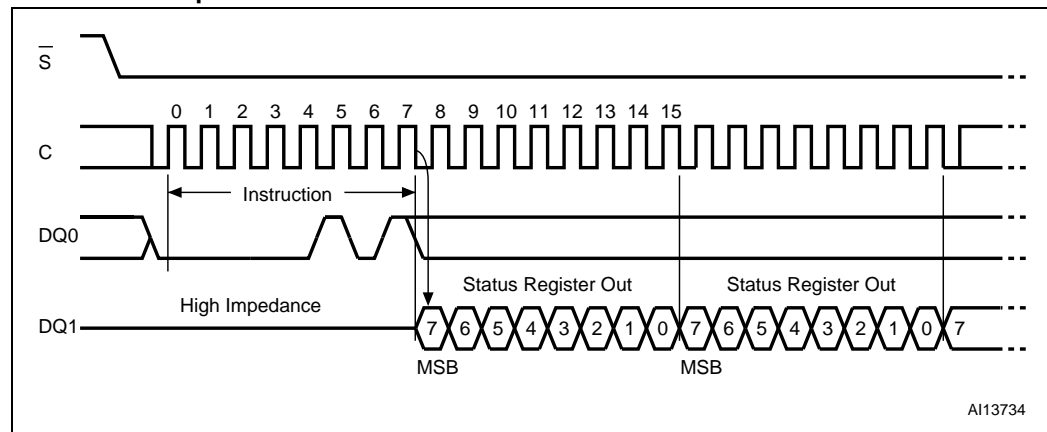 S̅
0 1 2 3 4 5 6 7 8 9 10 11 12 13 14 15
C
Instruction
DQ0
High Impedance
Status Register Out
Status Register Out
DQ1
7 6 5 4 3 2 1 0 7 6 5 4 3 2 1 0 7
MSB
MSB
AI13734